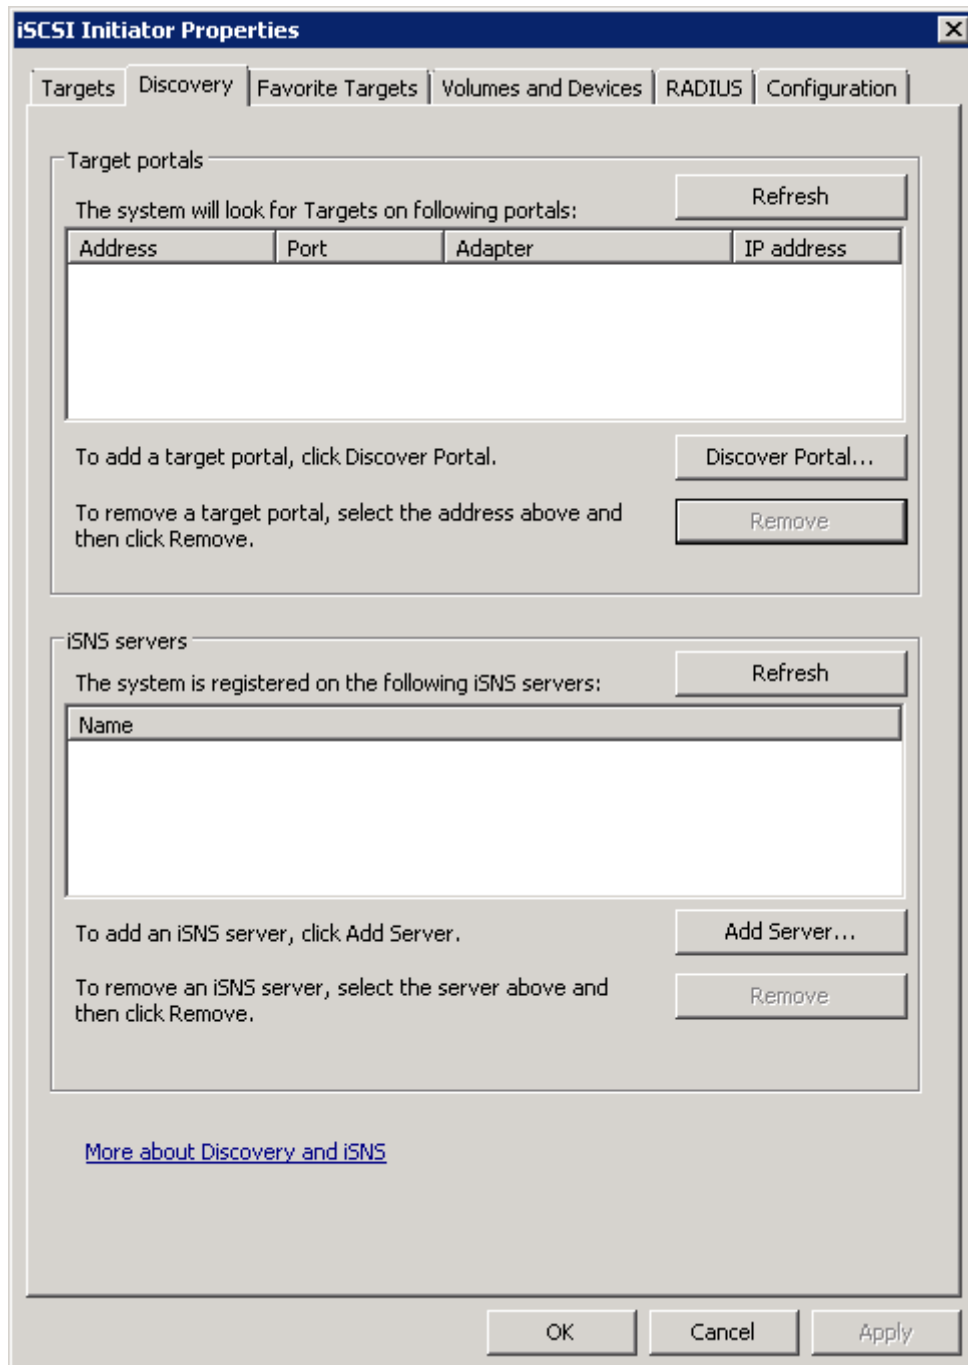 iSCSI Initiator Properties
Targets Discovery Favorite Targets Volumes and Devices RADIUS Configuration
Target portals
Refresh
The system will look for Targets on following portals:
Address Port Adapter IP address
To add a target portal, click Discover Portal.
Discover Portal...
To remove a target portal, select the address above and
then click Remove.
Remove
iSNS servers
Refresh
The system is registered on the following iSNS servers:
Name
To add an iSNS server, click Add Server.
Add Server...
To remove an iSNS server, select the server above and
then click Remove.
Remove
More about Discovery and iSNS
OK Cancel Apply